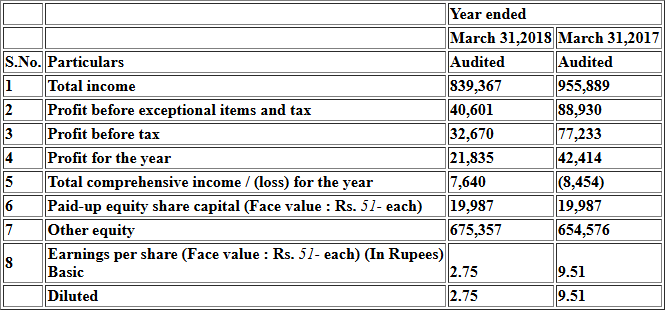 Year ended
March 31,2018 March 31,2017
S.No. Particulars Audited Audited
1 Total income 839,367 955,889
2 Profit before exceptional items and tax 40,601 88,930
3 Profit before tax 32,670 77,233
4 Profit for the year 21,835 42,414
5 Total comprehensive income / (loss) for the year 7,640 (8,454)
6 Paid-up equity share capital (Face value : Rs. 51- each) 19,987 19,987
7 Other equity 675,357 654,576
8 Earnings per share (Face value : Rs. 51- each) (In Rupees)
Basic 2.75 9.51
Diluted 2.75 9.51